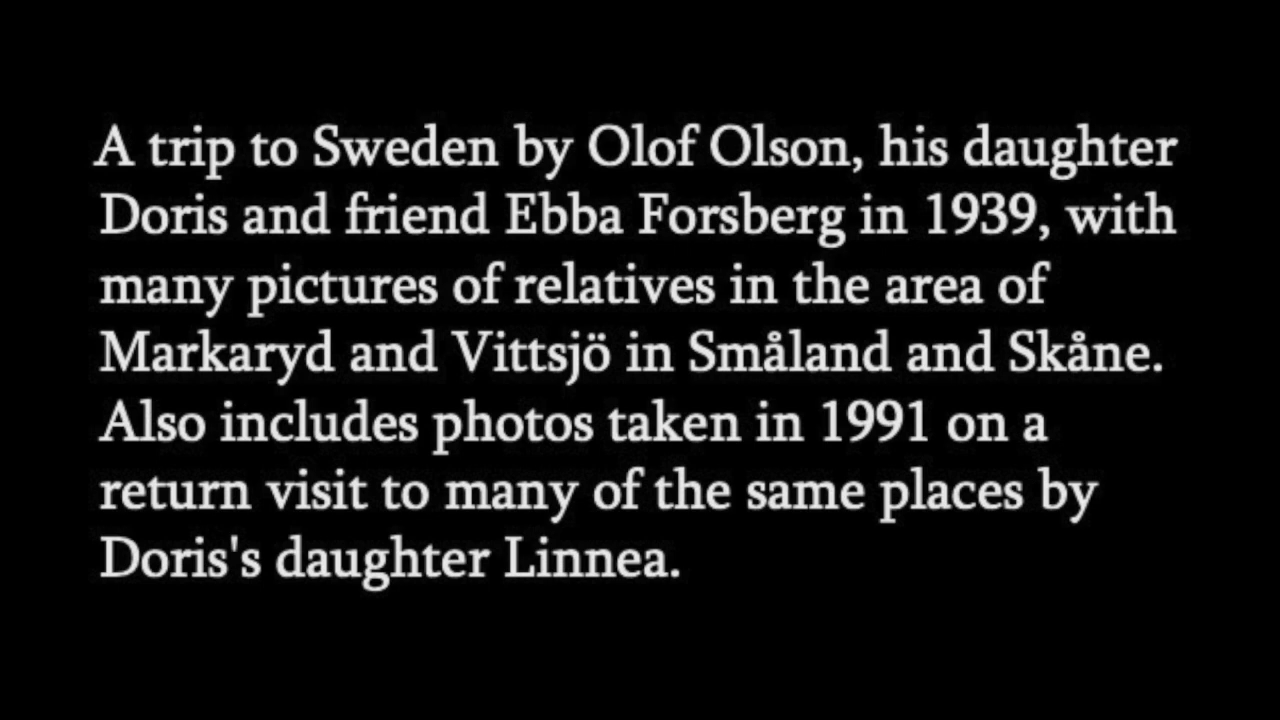 A trip to Sweden by Olof Olson, his daughter
Doris and friend Ebba Forsberg in 1939, with
many pictures of relatives in the area of
Markaryd and Vittsjö in Småland and Skåne.
Also includes photos taken in 1991 on a
return visit to many of the same places by
Doris's daughter Linnea.